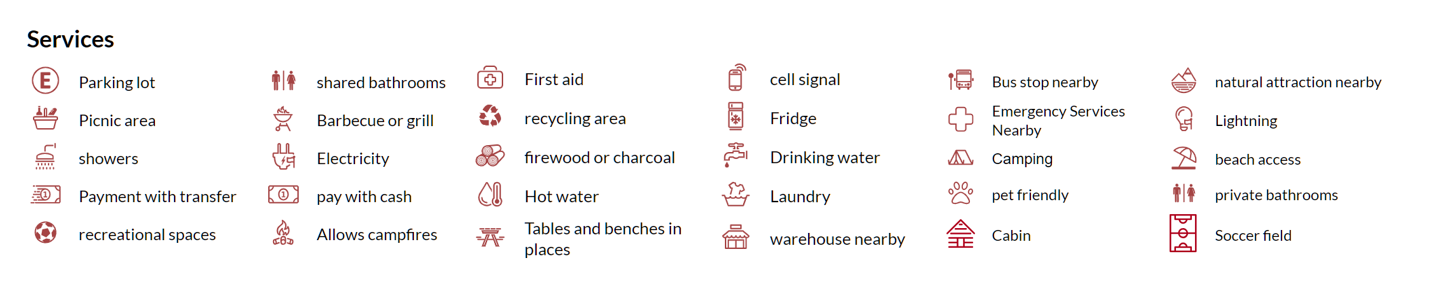 Services
E Parking lot
shared bathrooms
First aid
cell signal
Bus stop nearby
natural attraction nearby
Picnic area
Barbecue or grill
recycling area
Fridge
Emergency Services
Nearby
Lightning
showers
Electricity
firewood or charcoal
Drinking water
Camping
beach access
1 Payment with transfer
1 pay with cash
Hot water
Laundry
pet friendly
private bathrooms
recreational spaces
Allows campfires
Tables and benches in
places
warehouse nearby
Cabin
Soccer field